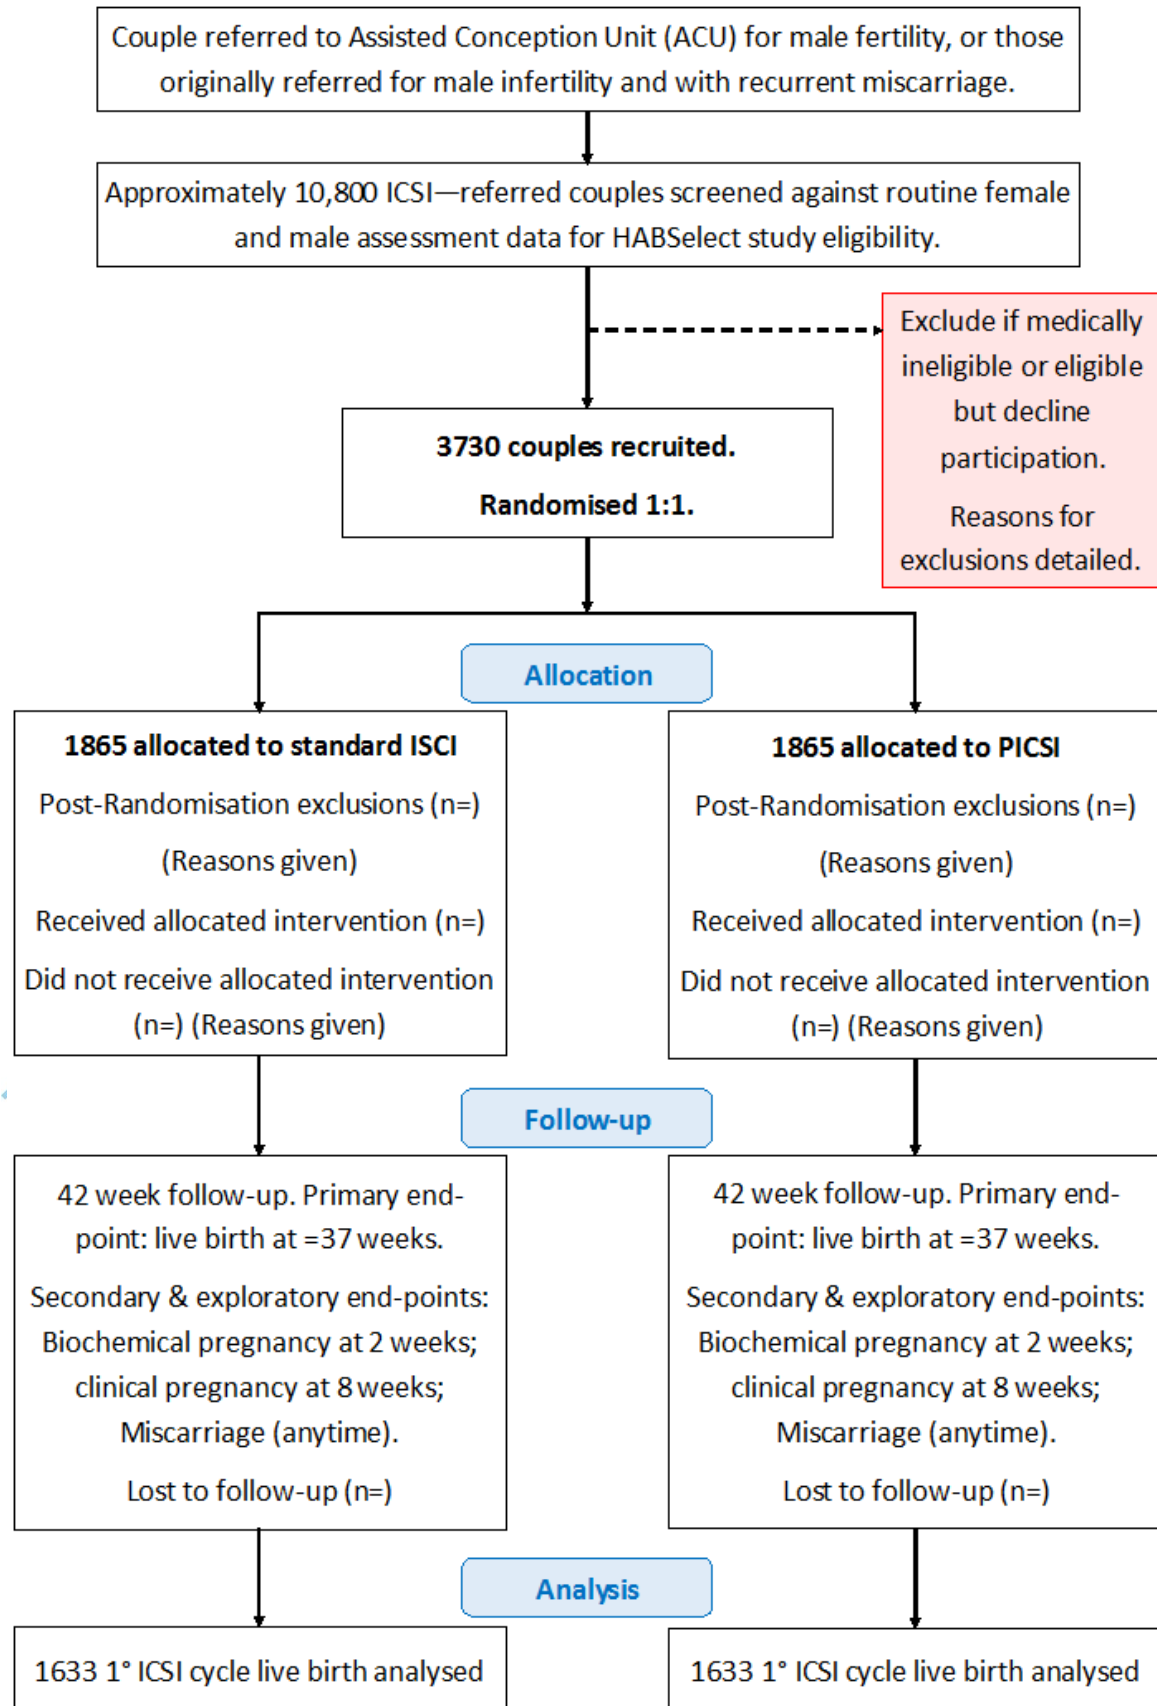 Couple referred to Assisted Conception Unit (ACU) for male fertility, or those
originally referred for male infertility and with recurrent miscarriage.
Approximately 10,800 ICSI—referred couples screened against routine female
and male assessment data for HABSelect study eligibility.
Exclude if medically
ineligible or eligible
but decline
participation.
Reasons for
exclusions detailed.
3730 couples recruited.
Randomised 1:1.
Allocation
1865 allocated to standard ISCI
Post-Randomisation exclusions (n=)
(Reasons given)
Received allocated intervention (n=)
Did not receive allocated intervention
(n=) (Reasons given)
1865 allocated to PICSI
Post-Randomisation exclusions (n=)
(Reasons given)
Received allocated intervention (n=)
Did not receive allocated intervention
(n=) (Reasons given)
Follow-up
42 week follow-up. Primary end-
point: live birth at =37 weeks.
Secondary & exploratory end-points:
Biochemical pregnancy at 2 weeks;
clinical pregnancy at 8 weeks;
Miscarriage (anytime).
Lost to follow-up (n=)
42 week follow-up. Primary end-
point: live birth at =37 weeks.
Secondary & exploratory end-points:
Biochemical pregnancy at 2 weeks;
clinical pregnancy at 8 weeks;
Miscarriage (anytime).
Lost to follow-up (n=)
Analysis
1633 1° ICSI cycle live birth analysed
1633 1° ICSI cycle live birth analysed